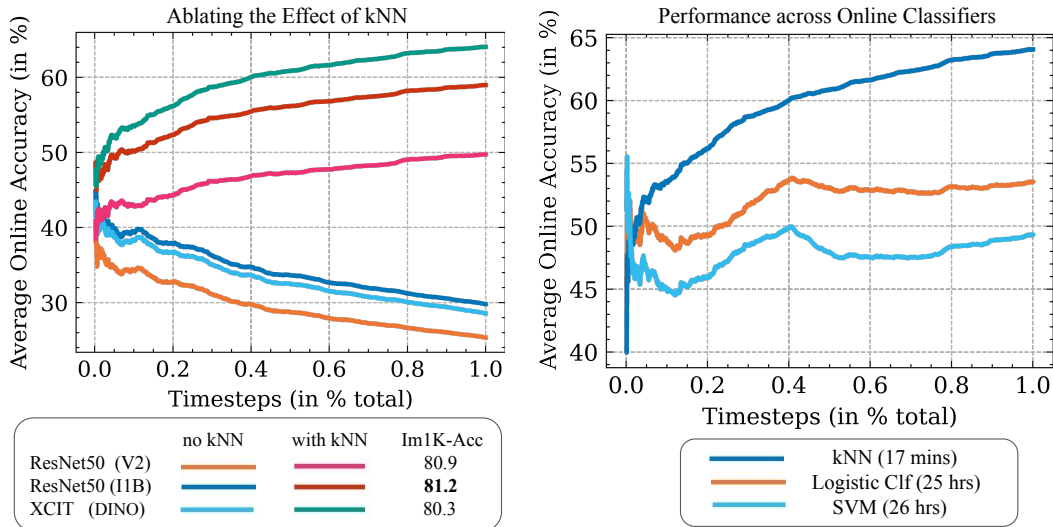 Ablating the Effect of kNN
Average Online Accuracy (in %)
60
50
40
30
0.0 0.2 0.4 0.6 0.8 1.0
Timesteps (in % total)
no kNN with kNN Im1K-Acc
ResNet50 (V2) 80.9
ResNet50 (I1B) 81.2
XCIT (DINO) 80.3
Performance across Online Classifiers
Average Online Accuracy (in %)
65
60
55
50
45
40
0.0 0.2 0.4 0.6 0.8 1.0
Timesteps (in % total)
kNN (17 mins)
Logistic Clf (25 hrs)
SVM (26 hrs)